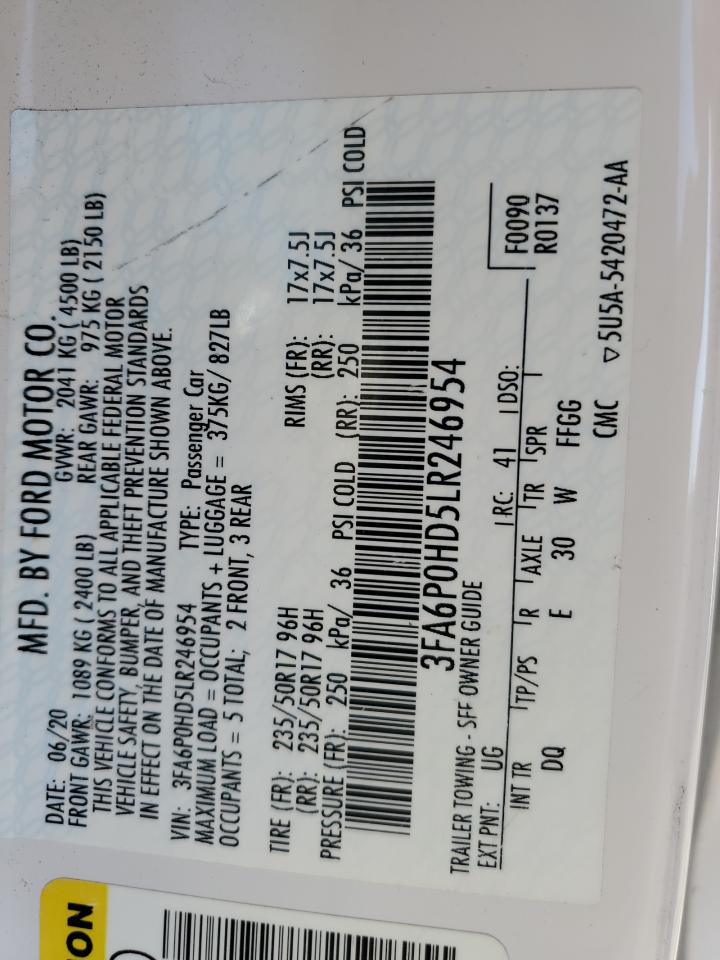 MFD. BY FORD MOTOR CO.
DATE: 06/20 GVWR: 2041 KG ( 4500 LB)
FRONT GAWR: 1089 KG ( 2400 LB) REAR GAWR: 975 KG ( 2150 LB)
THIS VEHICLE CONFORMS TO ALL APPLICABLE FEDERAL MOTOR
VEHICLE SAFETY, BUMPER, AND THEFT PREVENTION STANDARDS
IN EFFECT ON THE DATE OF MANUFACTURE SHOWN ABOVE.
VIN: 3FA6P0HD5LR246954 TYPE: Passenger Car
MAXIMUM LOAD = OCCUPANTS + LUGGAGE = 375KG/ 827LB
OCCUPANTS = 5 TOTAL; 2 FRONT, 3 REAR
TIRE (FR): 235/50R17 96H RIMS (FR): 17x7.5J
(RR): 235/50R17 96H (RR): 17x7.5J
PRESSURE (FR): 250 kPa/ 36 PSI COLD (RR): 250 kPa/ 36 PSI COLD
3FA6P0HD5LR246954
TRAILER TOWING - SEE OWNER GUIDE F0090
EXT PNT: UG RC: 41 DSO: R0137
INT TR TP/PS R AXLE TR SPR
DQ E 30 W FFGG
CMC ▽5U5A-5420472-AA
ON